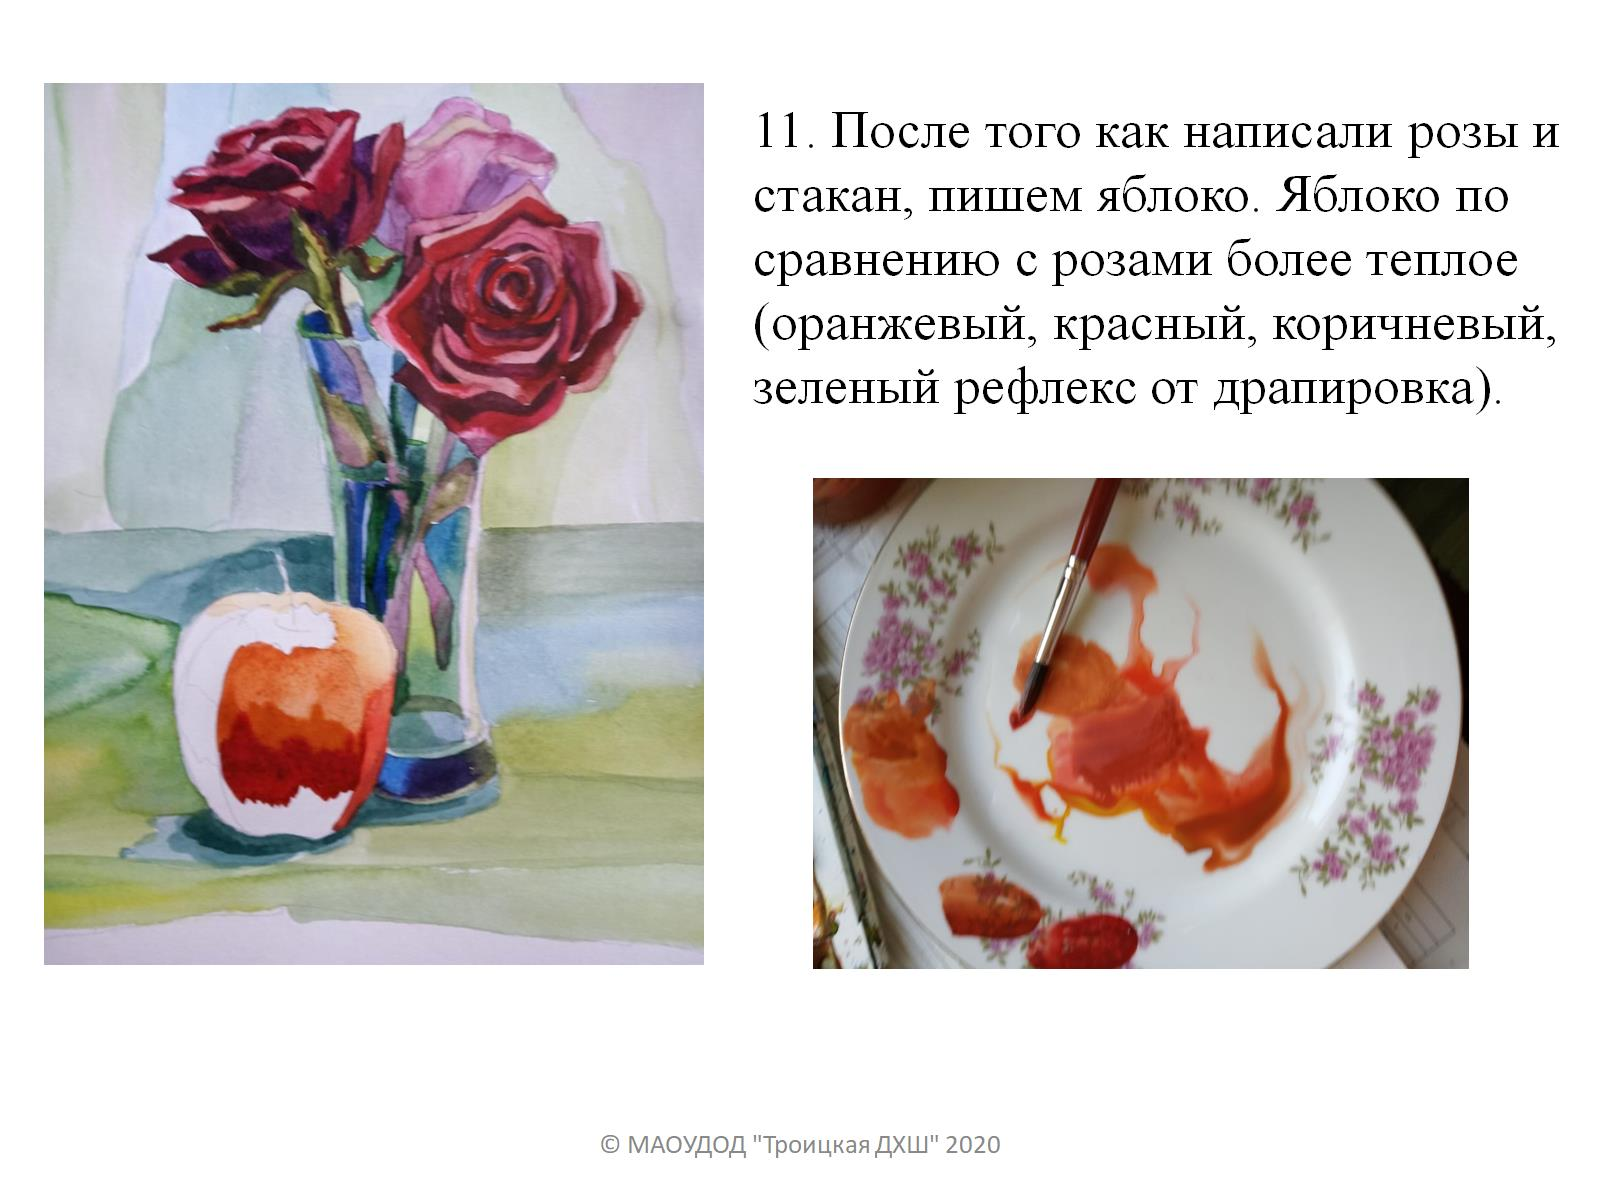 11. После того как написали розы и
стакан, пишем яблоко. Яблоко по
сравнению с розами более теплое
(оранжевый, красный, коричневый,
зеленый рефлекс от драпировка).
© МАОУДОД "Троицкая ДХШ" 2020